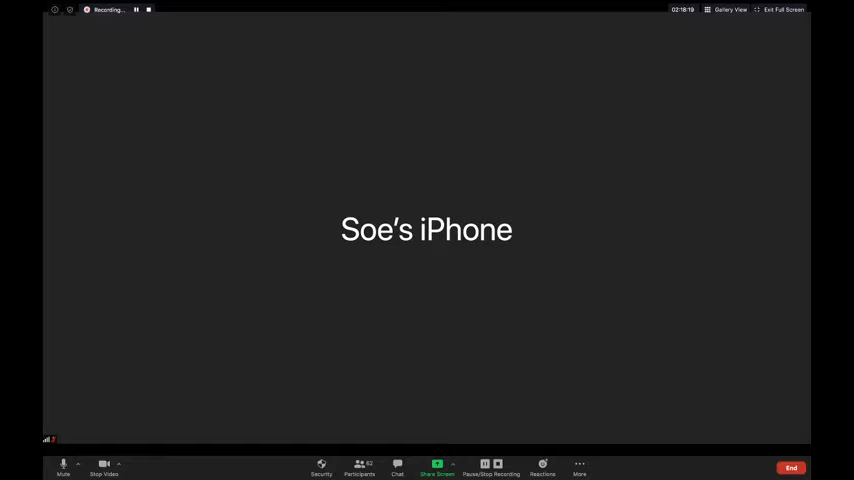 Recording...
02:18:19 Gallery View Exit Full Screen
Soe's iPhone
Mute Stop Video Security Participants 62 Chat Share Screen Pause/Stop Recording Reactions More End